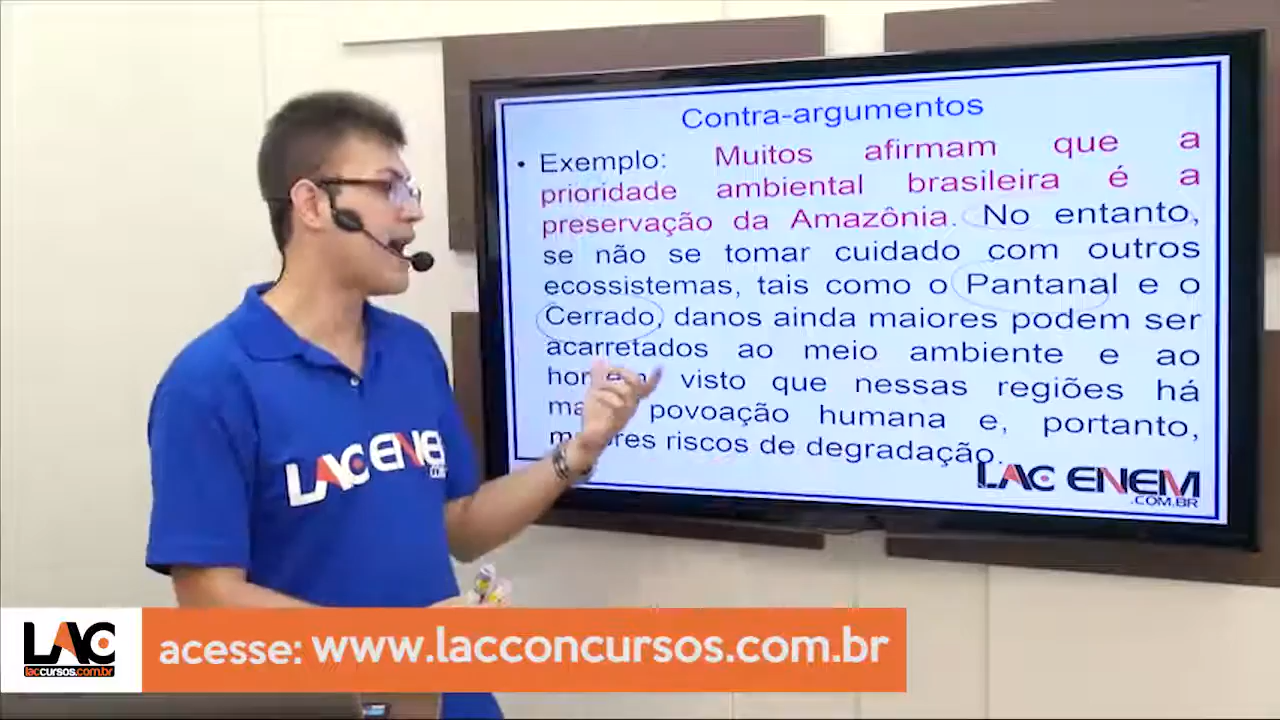 Contra-argumentos
• Exemplo: Muitos afirmam que a
prioridade ambiental brasileira é a
preservação da Amazônia. No entanto,
se não se tomar cuidado com outros
ecossistemas, tais como o Pantanal e o
Cerrado, danos ainda maiores podem ser
acarretados ao meio ambiente e ao
visto que nessas regiões há
povoação humana e, portanto,
riscos de degradação.
LAC ENEM
.COM.BR
LAC ENEM
LAC
laccursos.com.br
acesse: www.lacconcursos.com.br